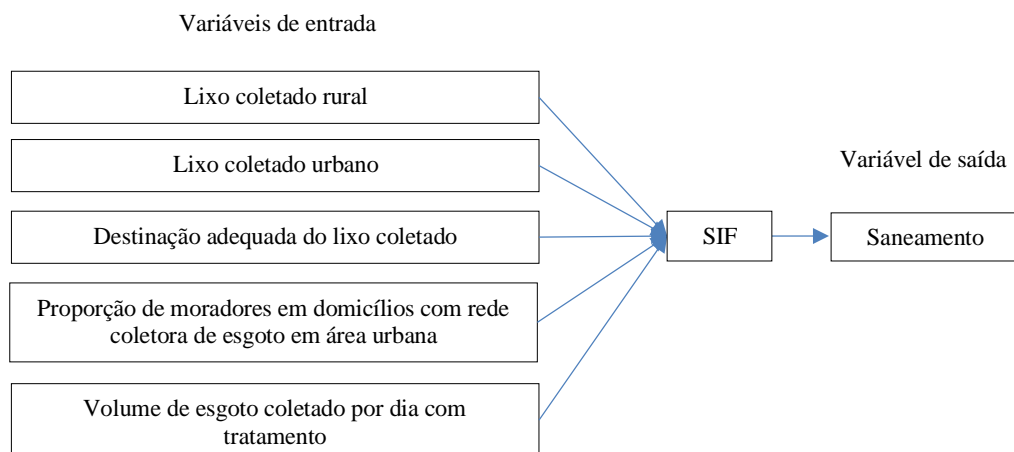 Variáveis de entrada
Lixo coletado rural
Lixo coletado urbano
Variável de saída
Destinação adequada do lixo coletado
SIF
Saneamento
Proporção de moradores em domicílios com rede
coletora de esgoto em área urbana
Volume de esgoto coletado por dia com
tratamento